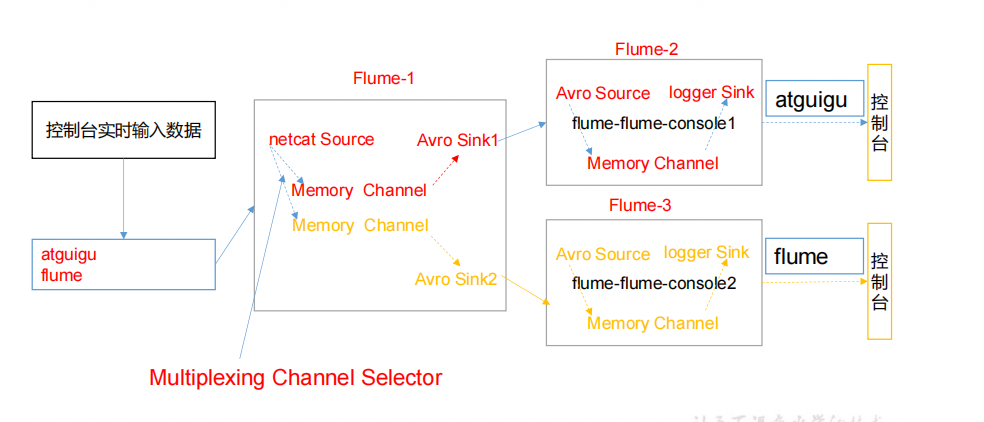 Flume-2
Flume-1
Avro Source logger Sink
atguigu
控制台
flume-flume-console1
控制台实时输入数据
netcat Source
Avro Sink1
Memory Channel
Memory Channel
Flume-3
Memory Channel
atguigu
flume
Avro Sink2
Avro Source logger Sink
flume
控制台
flume-flume-console2
Memory Channel
Multiplexing Channel Selector